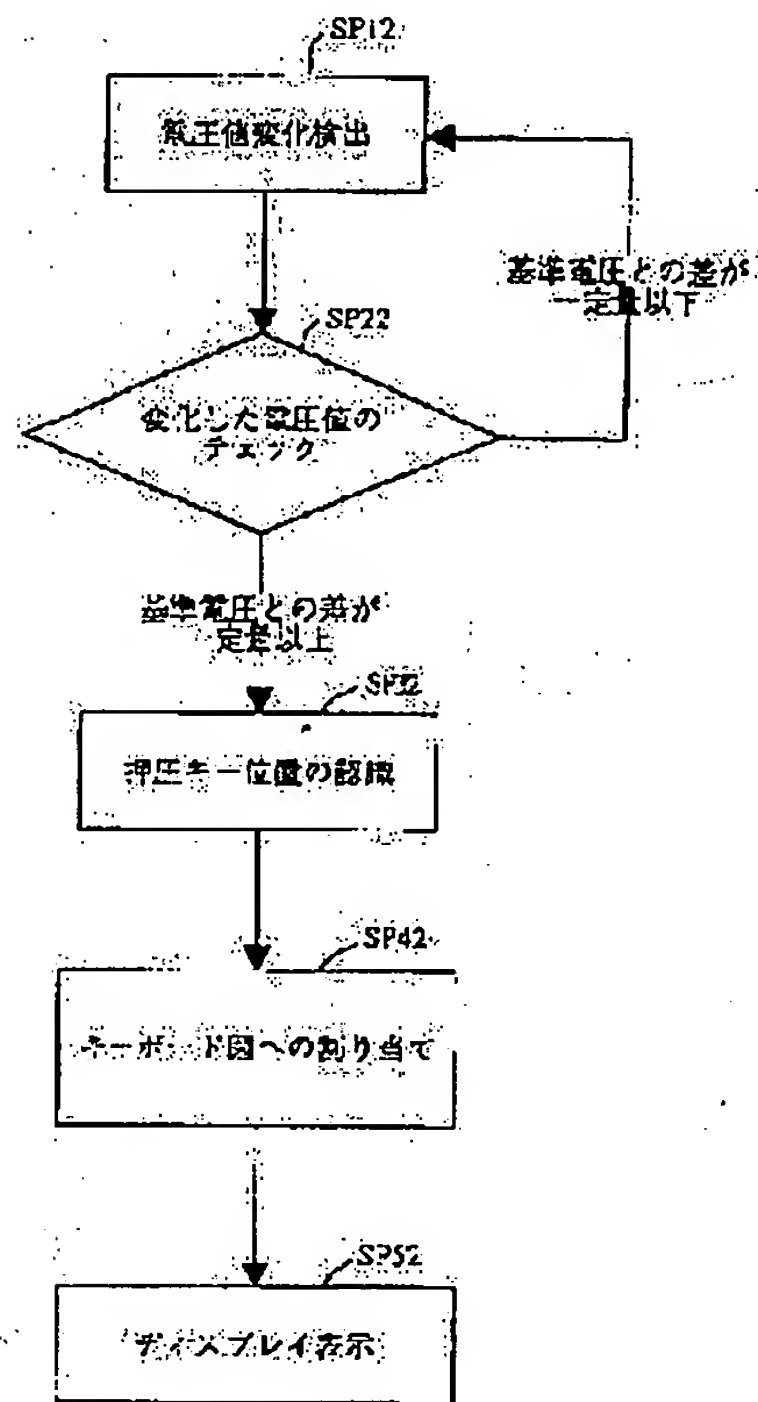 SP12
電圧値変化検出
基準電圧との差が
一定量以下
SP22
変化した電圧値の
チェック
基準電圧との差が
定量以上
SP32
押圧キー位置の認識
SP42
キーボード図への割り当て
SP52
ディスプレイ表示